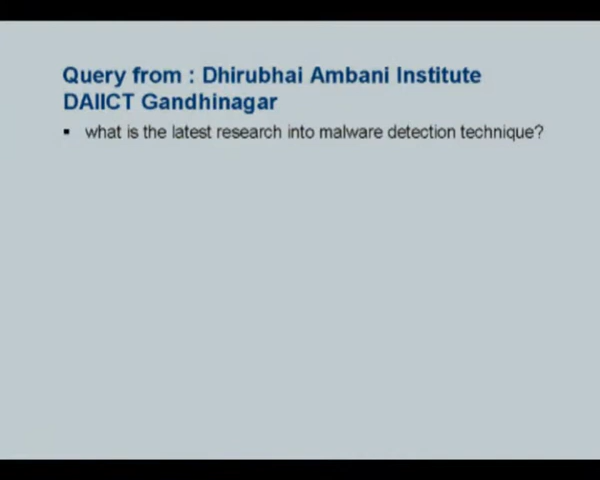 Query from : Dhirubhai Ambani Institute
DAIICT Gandhinagar
▪ what is the latest research into malware detection technique?